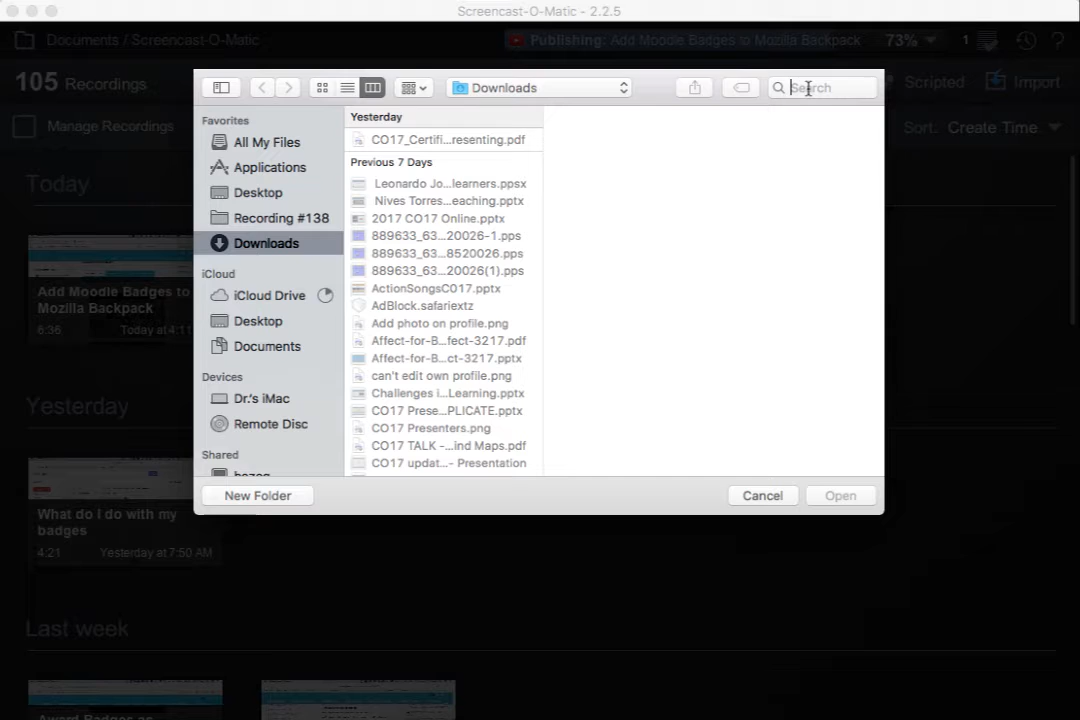 Screencast-O-Matic - 2.2.5
Documents / Screencast-O-Matic
Publishing: Add Moodle Badges to Mozilla Backpack
73%
1
?
105 Recordings
Scripted
Import
Manage Recordings
Sort: Create Time
Downloads
Search
Favorites
All My Files
Applications
Desktop
Recording #138
Downloads
iCloud
iCloud Drive
Desktop
Documents
Devices
Dr.'s iMac
Remote Disc
Shared
Yesterday
CO17_Certifi...resenting.pdf
Previous 7 Days
Leonardo Jo...learners.ppsx
Nives Torres...eaching.pptx
2017 CO17 Online.pptx
889633_63...20026-1.pps
889633_63...8520026.pps
889633_63...20026(1).pps
ActionSongsC017.pptx
AdBlock.safariextz
Add photo on profile.png
Affect-for-B...fect-3217.pdf
Affect-for-B...ct-3217.pptx
can't edit own profile.png
Challenges i...Learning.pptx
CO17 Prese...PLICATE.pptx
CO17 Presenters.png
CO17 TALK -...ind Maps.pdf
CO17 updat...- Presentation
New Folder
Cancel
Open
Today
Add Moodle Badges to
Mozilla Backpack
6:36
Today at 4:11
Yesterday
What do I do with my
badges
4:21
Yesterday at 7:50 AM
Last week
Award Badges as